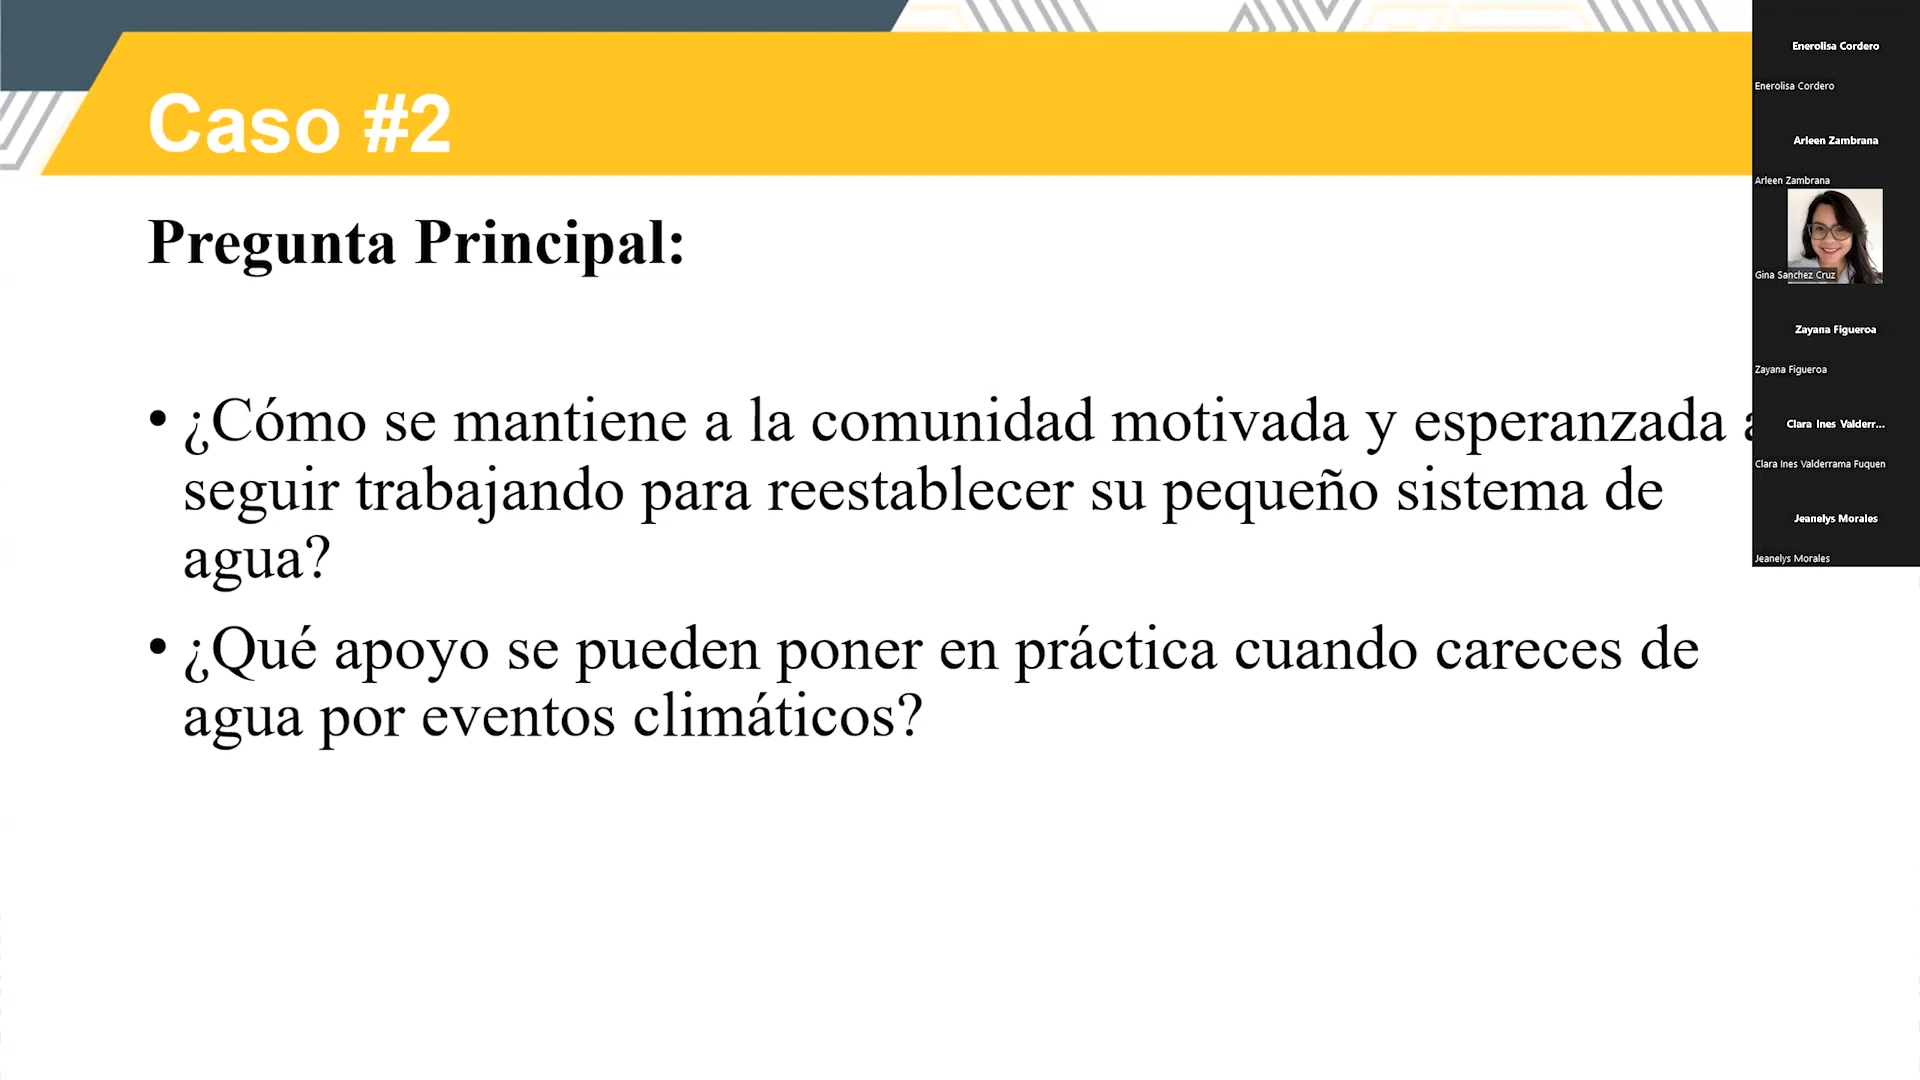 Caso #2
Pregunta Principal:
• ¿Cómo se mantiene a la comunidad motivada y esperanzada a
seguir trabajando para reestablecer su pequeño sistema de
agua?
• ¿Qué apoyo se pueden poner en práctica cuando careces de
agua por eventos climáticos?
Enerolisa Cordero
Enerolisa Cordero
Arleen Zambrana
Arleen Zambrana
Gina Sanchez Cruz
Zayana Figueroa
Zayana Figueroa
Clara Ines Valderr...
Clara Ines Valderrama Fuquen
Jeanelys Morales
Jeanelys Morales